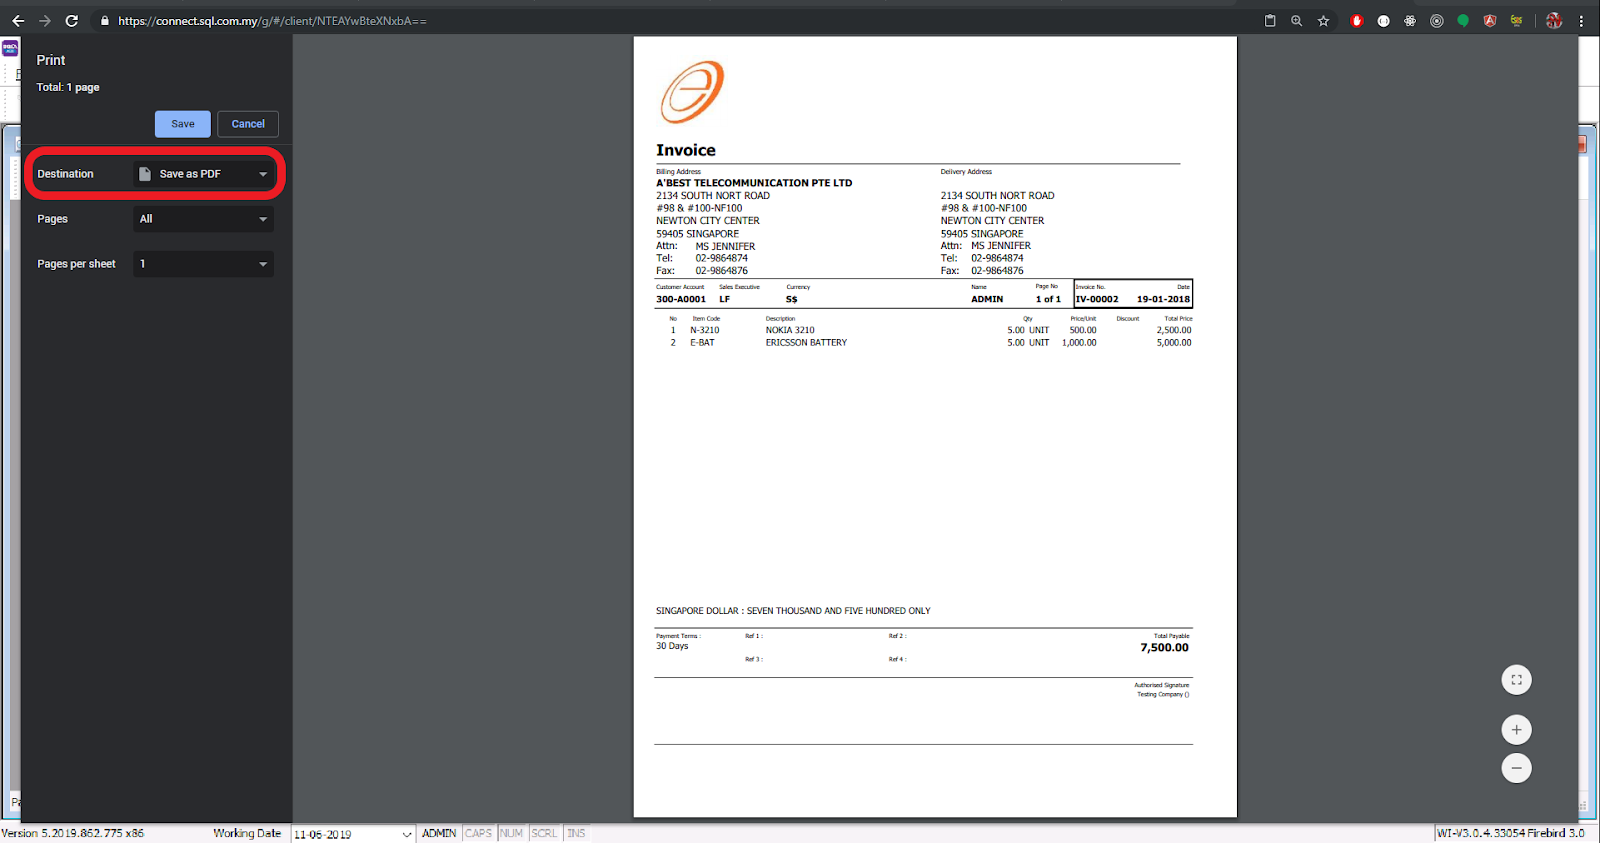 https://connect.sql.com.my/g/#/client/NTEAYwBteXNxbA==
Print
Total: 1 page
Save Cancel
Destination Save as PDF
Pages All
Pages per sheet 1
Invoice
Billing Address Delivery Address
A'BEST TELECOMMUNICATION PTE LTD
2134 SOUTH NORT ROAD 2134 SOUTH NORT ROAD
#98 & #100-NF100 #98 & #100-NF100
NEWTON CITY CENTER NEWTON CITY CENTER
59405 SINGAPORE 59405 SINGAPORE
Attn: MS JENNIFER Attn: MS JENNIFER
Tel: 02-9864874 Tel: 02-9864874
Fax: 02-9864876 Fax: 02-9864876
Customer Account Sales Executive Currency Name Page No Invoice No. Date
300-A0001 LF S$ ADMIN 1 of 1 IV-00002 19-01-2018
No Item Code Description Qty Price/Unit Discount Total Price
1 N-3210 NOKIA 3210 5.00 UNIT 500.00 2,500.00
2 E-BAT ERICSSON BATTERY 5.00 UNIT 1,000.00 5,000.00
SINGAPORE DOLLAR : SEVEN THOUSAND AND FIVE HUNDRED ONLY
Payment Terms : Ref 1 : Ref 2 : Total Payable
30 Days 7,500.00
Ref 3 : Ref 4 :
Authorised Signature
Testing Company ()
Version 5.2019.862.775 x86 Working Date 11-06-2019 ADMIN CAPS NUM SCRL INS WI-V3.0.4.33054 Firebird 3.0